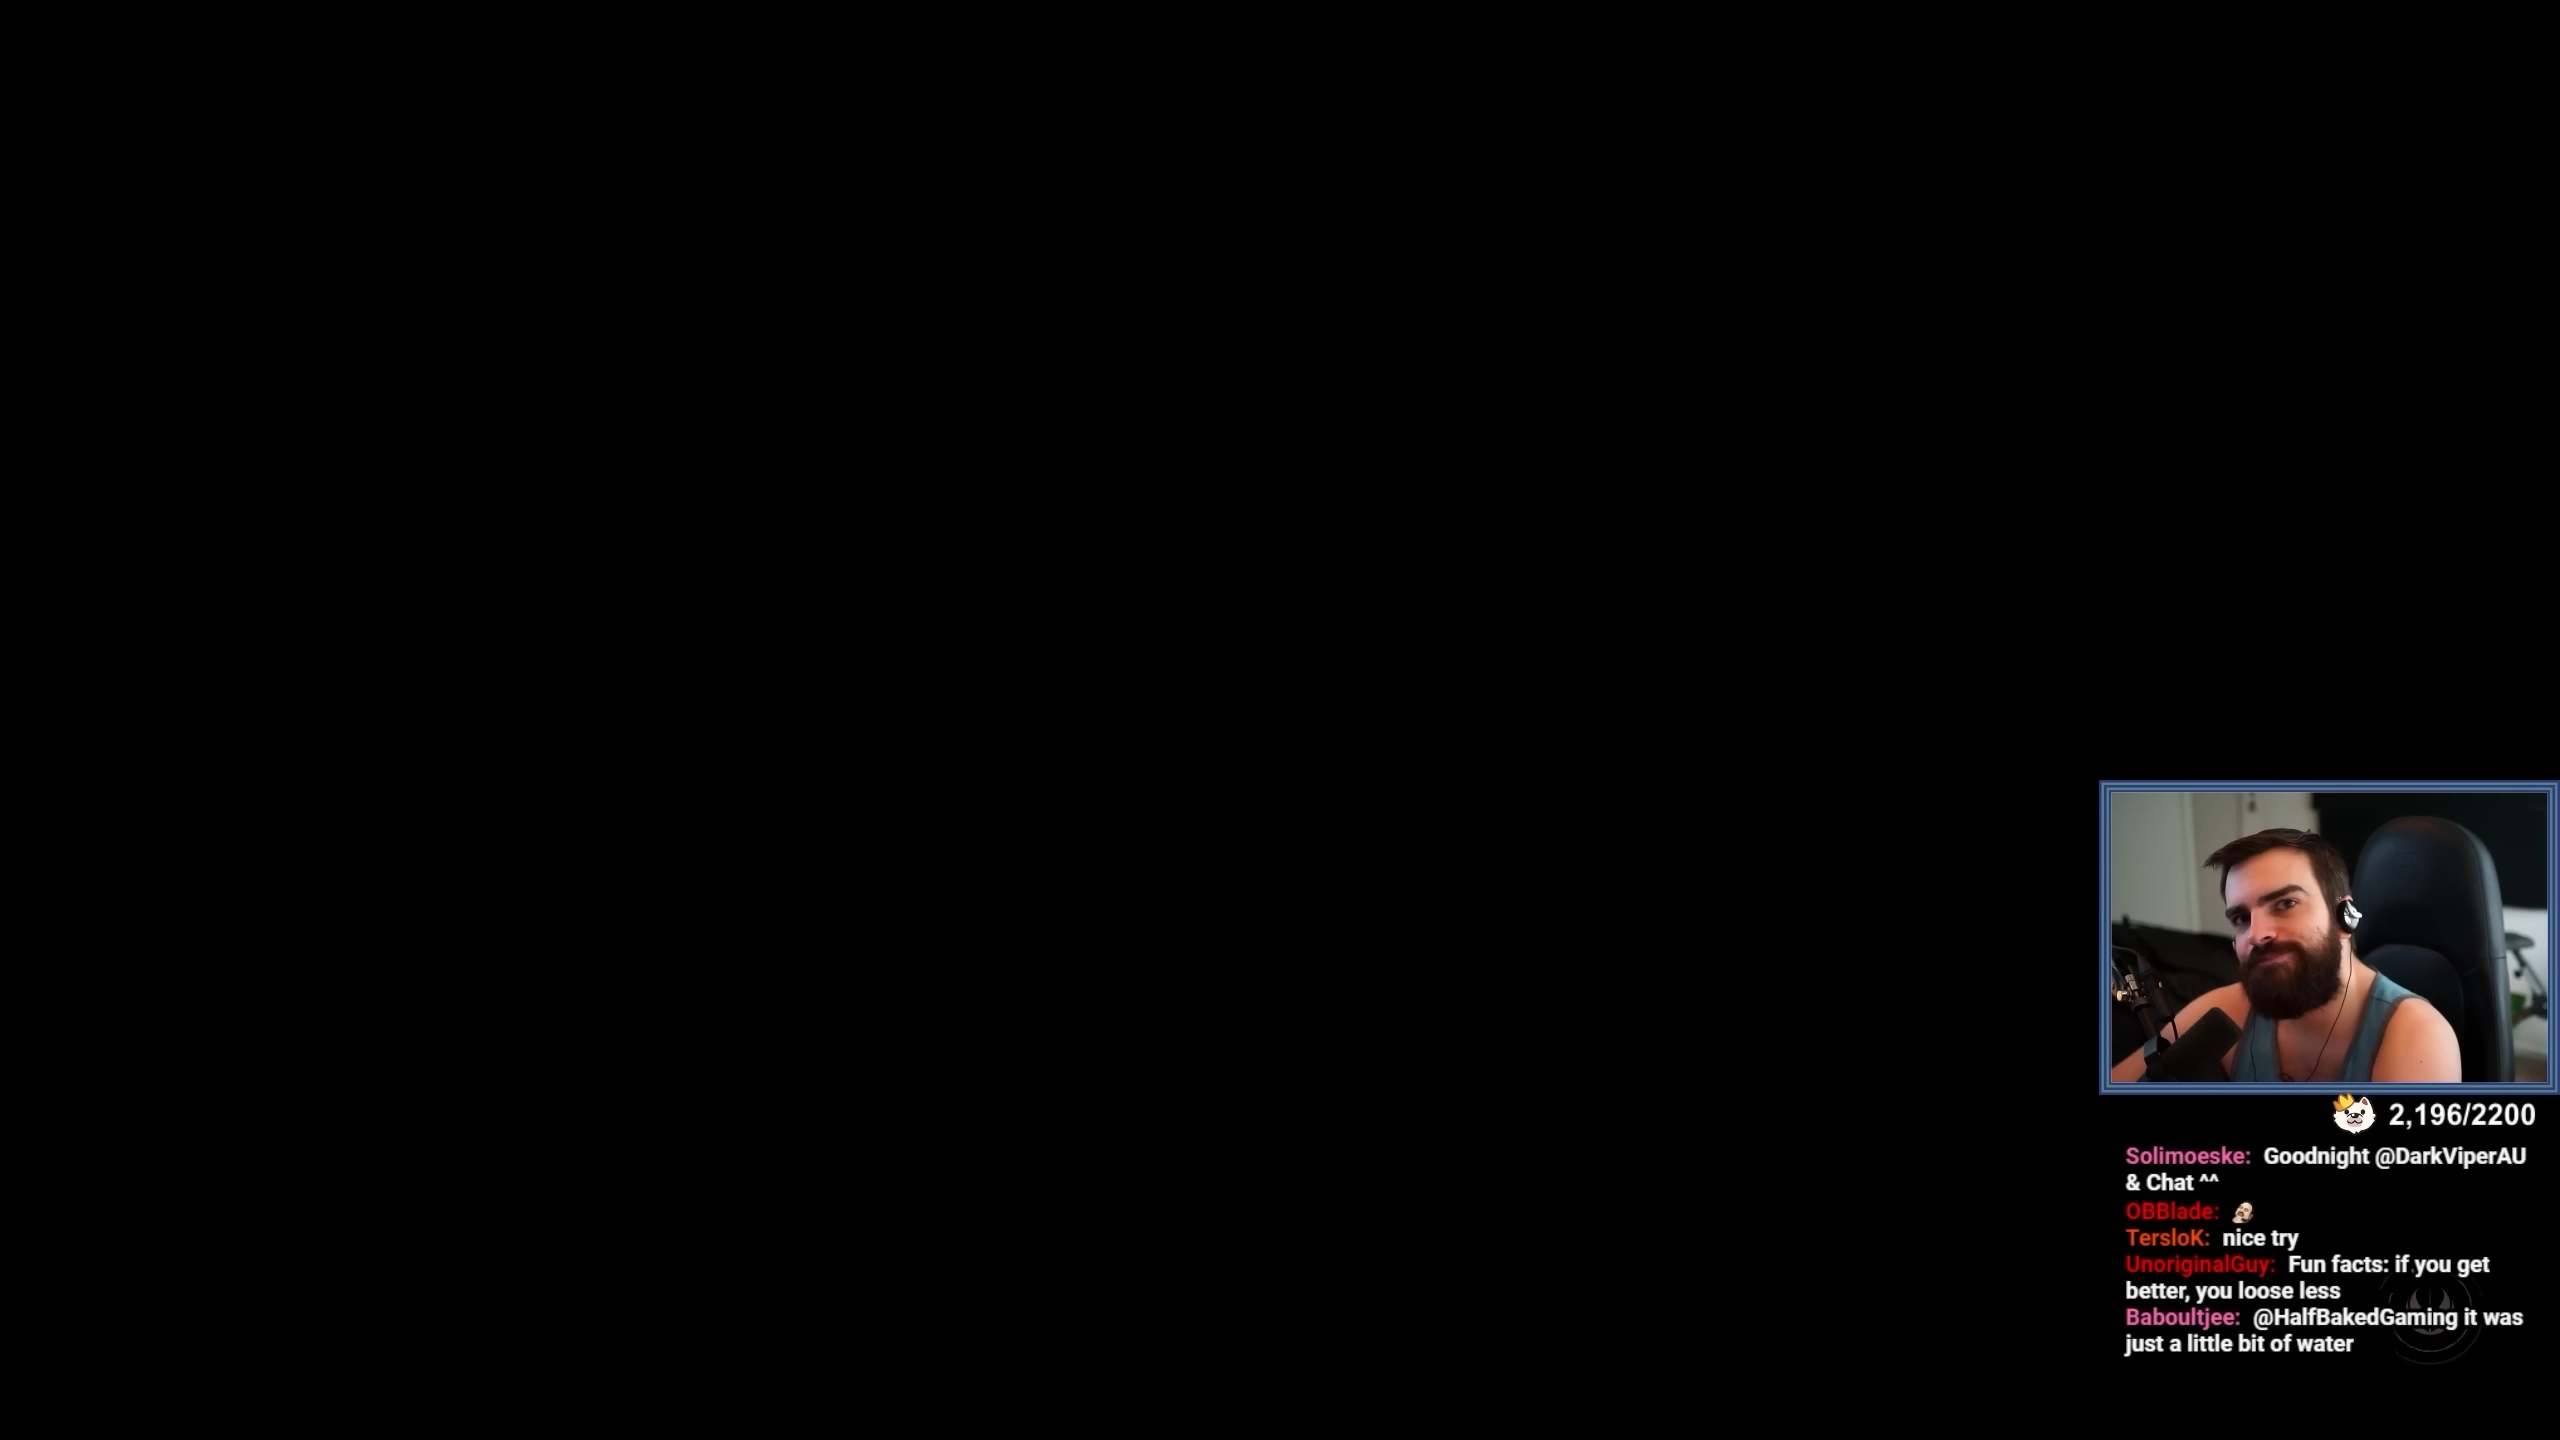 2,196/2200
Solimoeske: Goodnight @DarkViperAU
& Chat ^^
OBBlade:
TersloK: nice try
UnoriginalGuy: Fun facts: if you get
better, you loose less
Baboultjee: @HalfBakedGaming it was
just a little bit of water